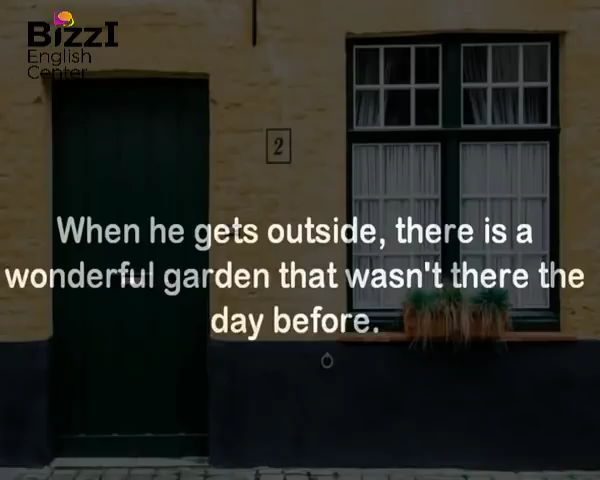 BizzI
English
Center
2
When he gets outside, there is a
wonderful garden that wasn't there the
day before.